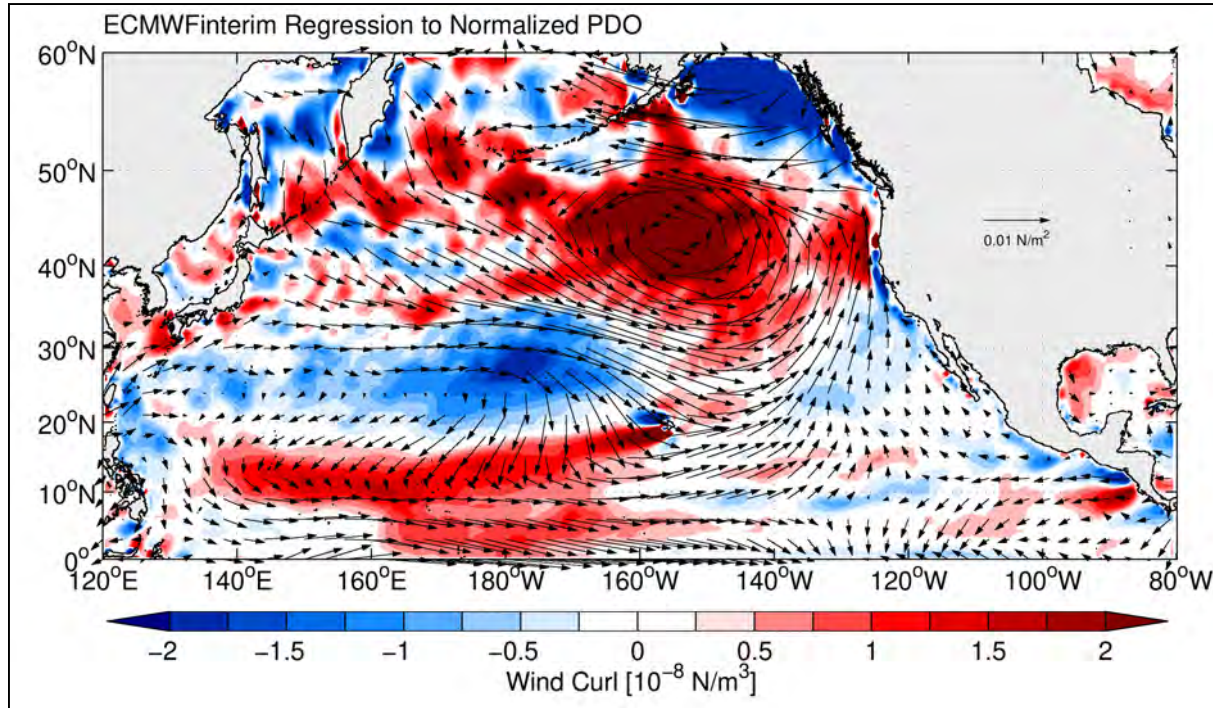 ECMWFinterim Regression to Normalized PDO
60°N
50°N
40°N
30°N
20°N
10°N
0°
0.01 N/m²
120°E 140°E 160°E 180°W 160°W 140°W 120°W 100°W 80°W
−2 −1.5 −1 −0.5 0 0.5 1 1.5 2
Wind Curl [10⁻⁸ N/m³]